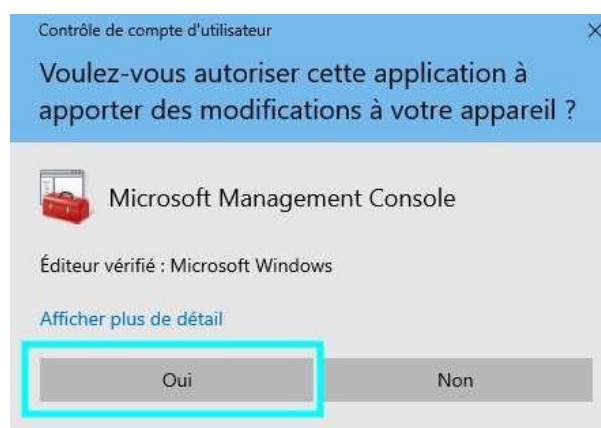 Contrôle de compte d'utilisateur
Voulez-vous autoriser cette application à
apporter des modifications à votre appareil ?
Microsoft Management Console
Éditeur vérifié : Microsoft Windows
Afficher plus de détail
Oui
Non